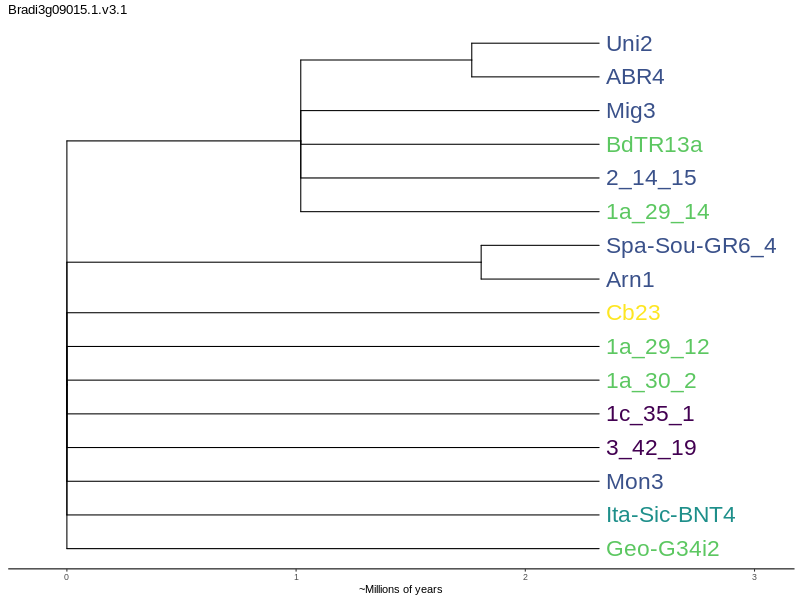 Bradi3g09015.1.v3.1
Uni2
ABR4
Mig3
BdTR13a
2_14_15
1a_29_14
Spa-Sou-GR6_4
Arn1
Cb23
1a_29_12
1a_30_2
1c_35_1
3_42_19
Mon3
Ita-Sic-BNT4
Geo-G34i2
0 1 2 3
~Millions of years